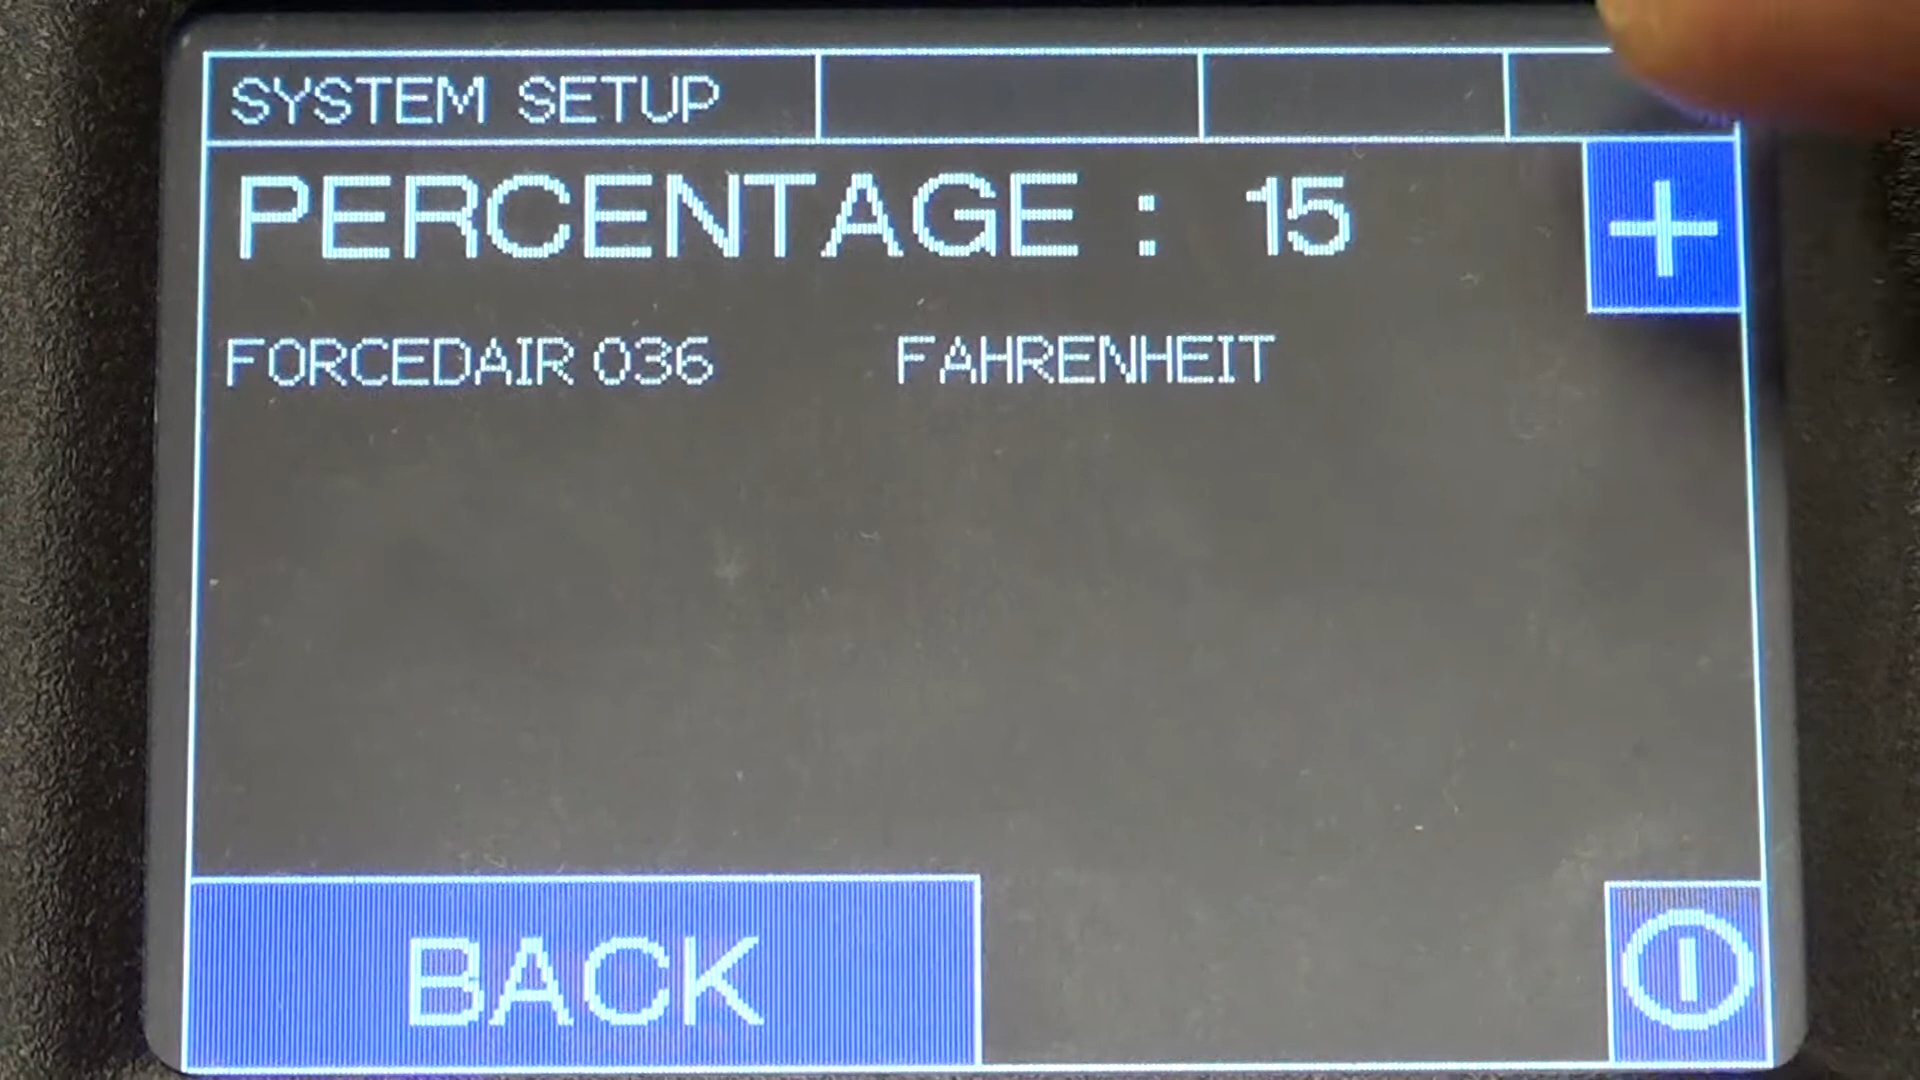 SYSTEM SETUP
PERCENTAGE : 15
+
FORCEDAIR 036 FAHRENHEIT
BACK